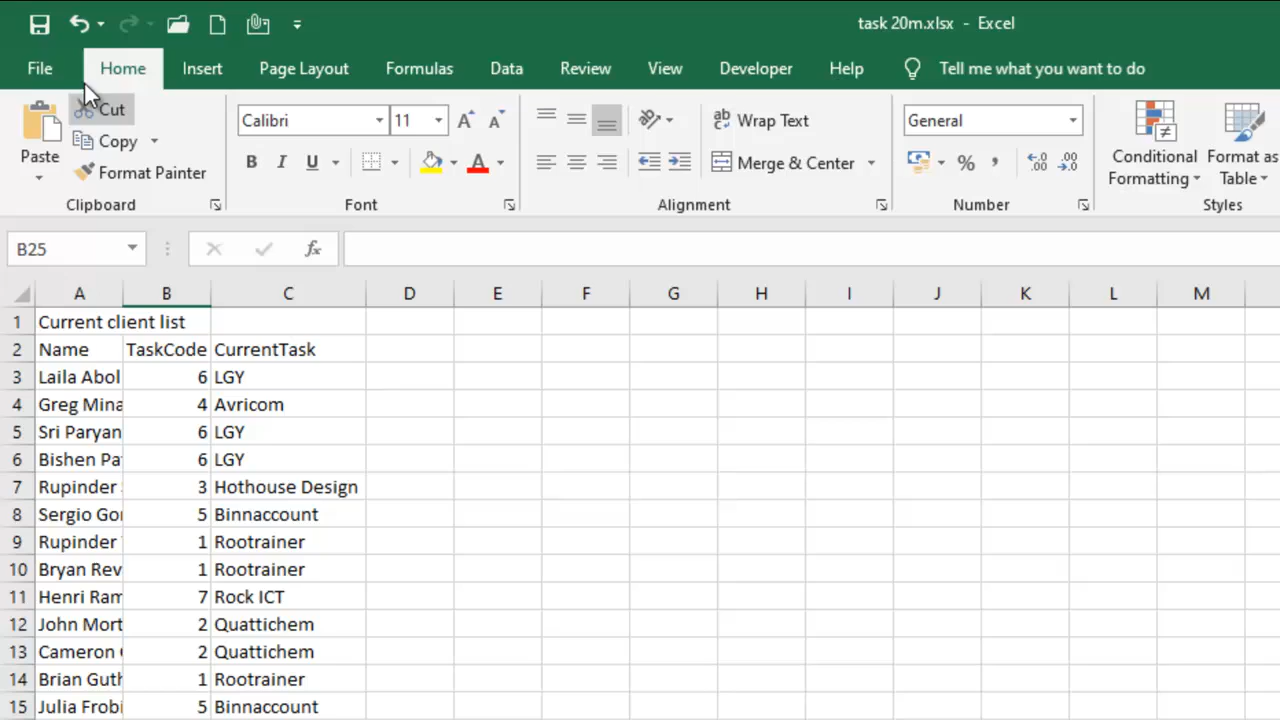 task 20m.xlsx - Excel
File Home Insert Page Layout Formulas Data Review View Developer Help Tell me what you want to do
Cut
Copy
Format Painter
Paste
Clipboard
Calibri 11
B I U A
Font
Wrap Text
Merge & Center
Alignment
General
% ,
Number
Conditional Formatting
Format as Table
Styles
B25 fx
A B C D E F G H I J K L M
1 Current client list
2 Name TaskCode CurrentTask
3 Laila Abol 6 LGY
4 Greg Mina 4 Avricom
5 Sri Paryan 6 LGY
6 Bishen Pa 6 LGY
7 Rupinder 3 Hothouse Design
8 Sergio Go 5 Binnaccount
9 Rupinder 1 Rootrainer
10 Bryan Rev 1 Rootrainer
11 Henri Ram 7 Rock ICT
12 John Mort 2 Quattichem
13 Cameron 2 Quattichem
14 Brian Guth 1 Rootrainer
15 Julia Frobi 5 Binnaccount